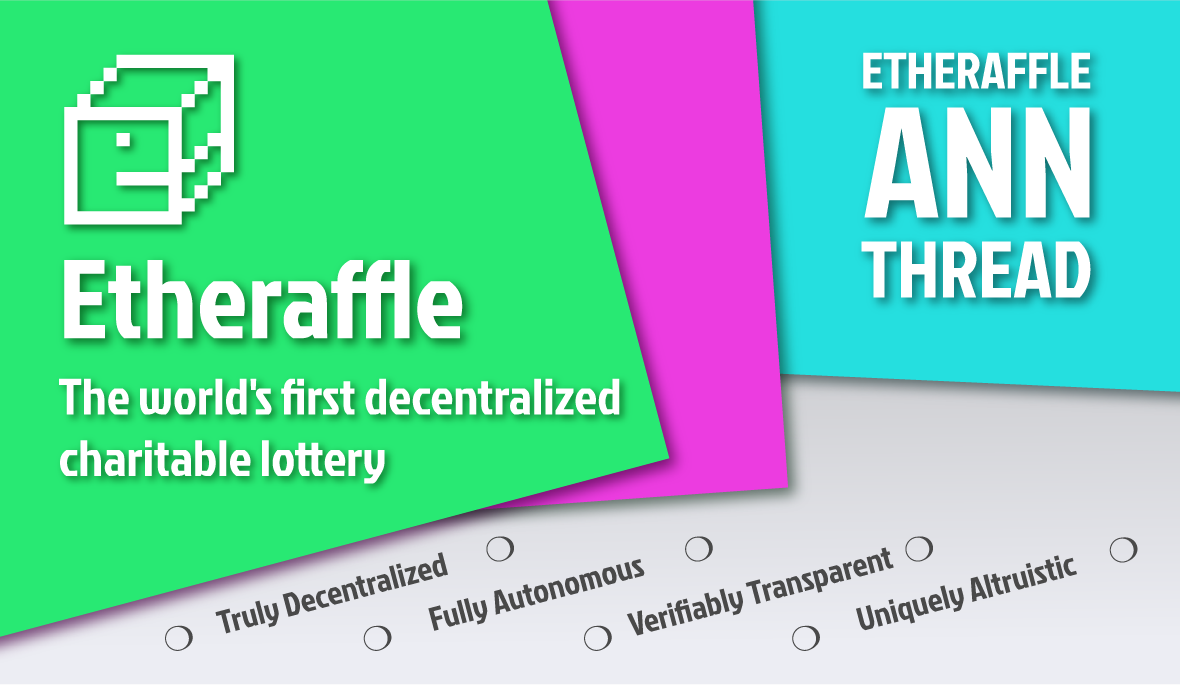 Etheraffle
The world's first decentralized
charitable lottery
ETHERAFFLE
ANN
THREAD
Truly Decentralized
Fully Autonomous
Verifiably Transparent
Uniquely Altruistic